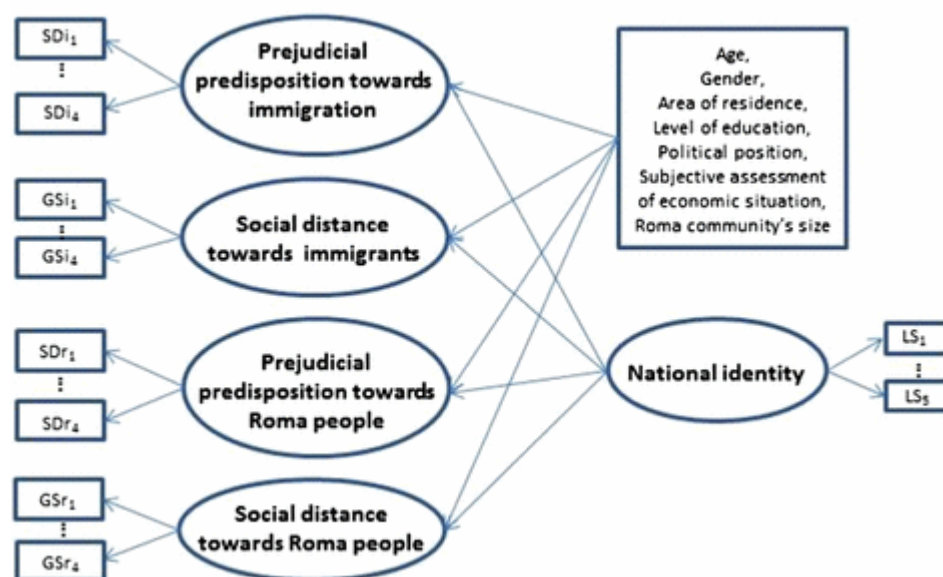 SDi₁
⋮
SDi₄
Prejudicial
predisposition towards
immigration
GSi₁
⋮
GSi₄
Social distance
towards immigrants
SDr₁
⋮
SDr₄
Prejudicial
predisposition towards
Roma people
GSr₁
⋮
GSr₄
Social distance
towards Roma people
Age,
Gender,
Area of residence,
Level of education,
Political position,
Subjective assessment
of economic situation,
Roma community's size
National identity
LS₁
⋮
LS₅